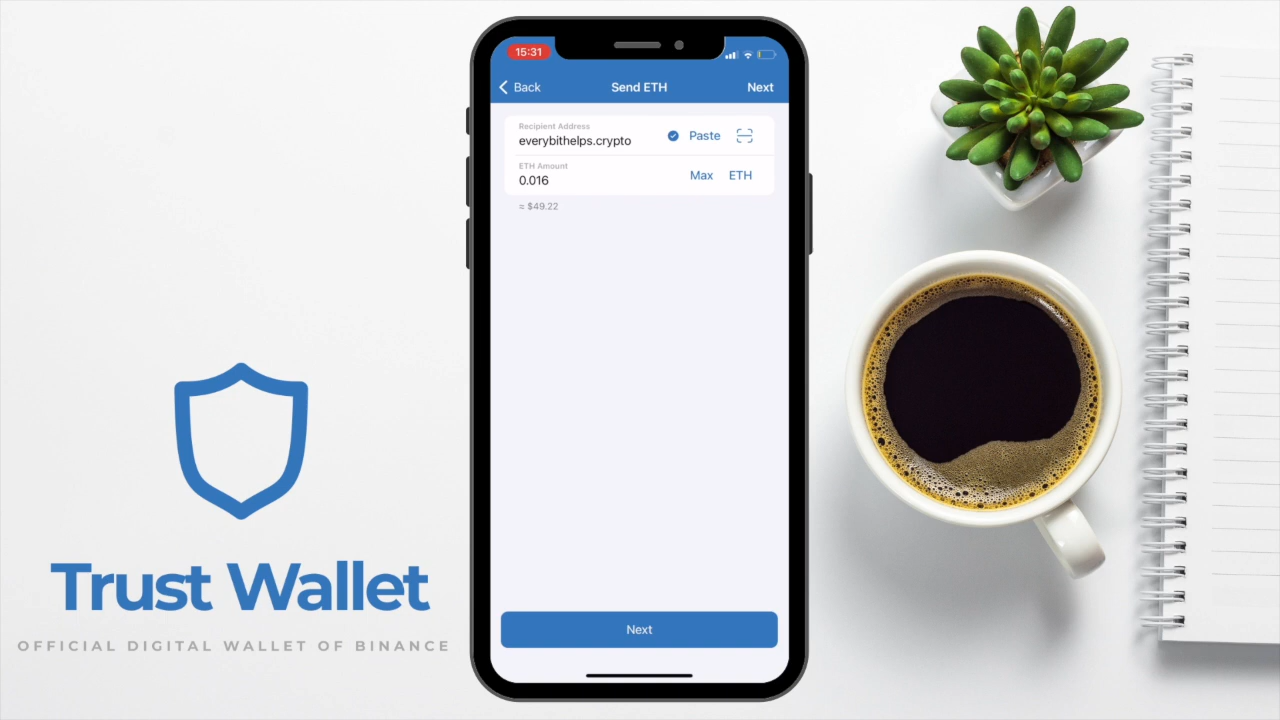 15:31
Back
Send ETH
Next
Recipient Address
everybithelps.crypto
Paste
ETH Amount
0.016
Max
ETH
≈ $49.22
Next
Trust Wallet
OFFICIAL DIGITAL WALLET OF BINANCE